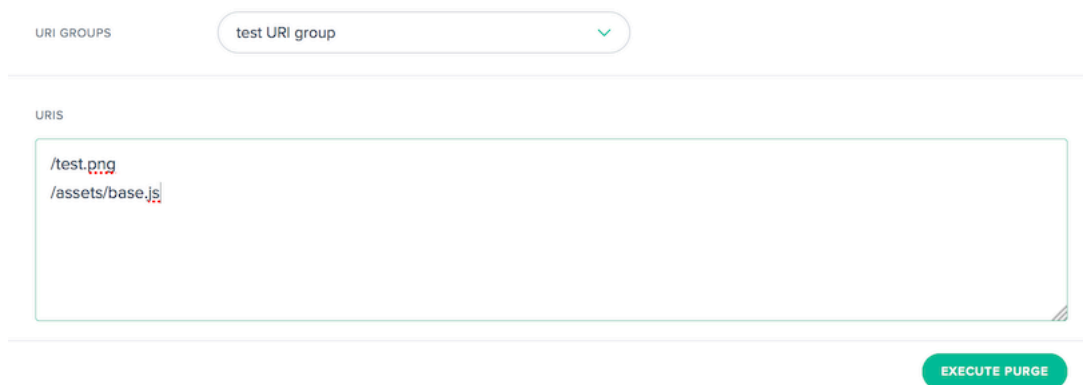 URI GROUPS
test URI group
URIS
/test.png
/assets/base.js
EXECUTE PURGE